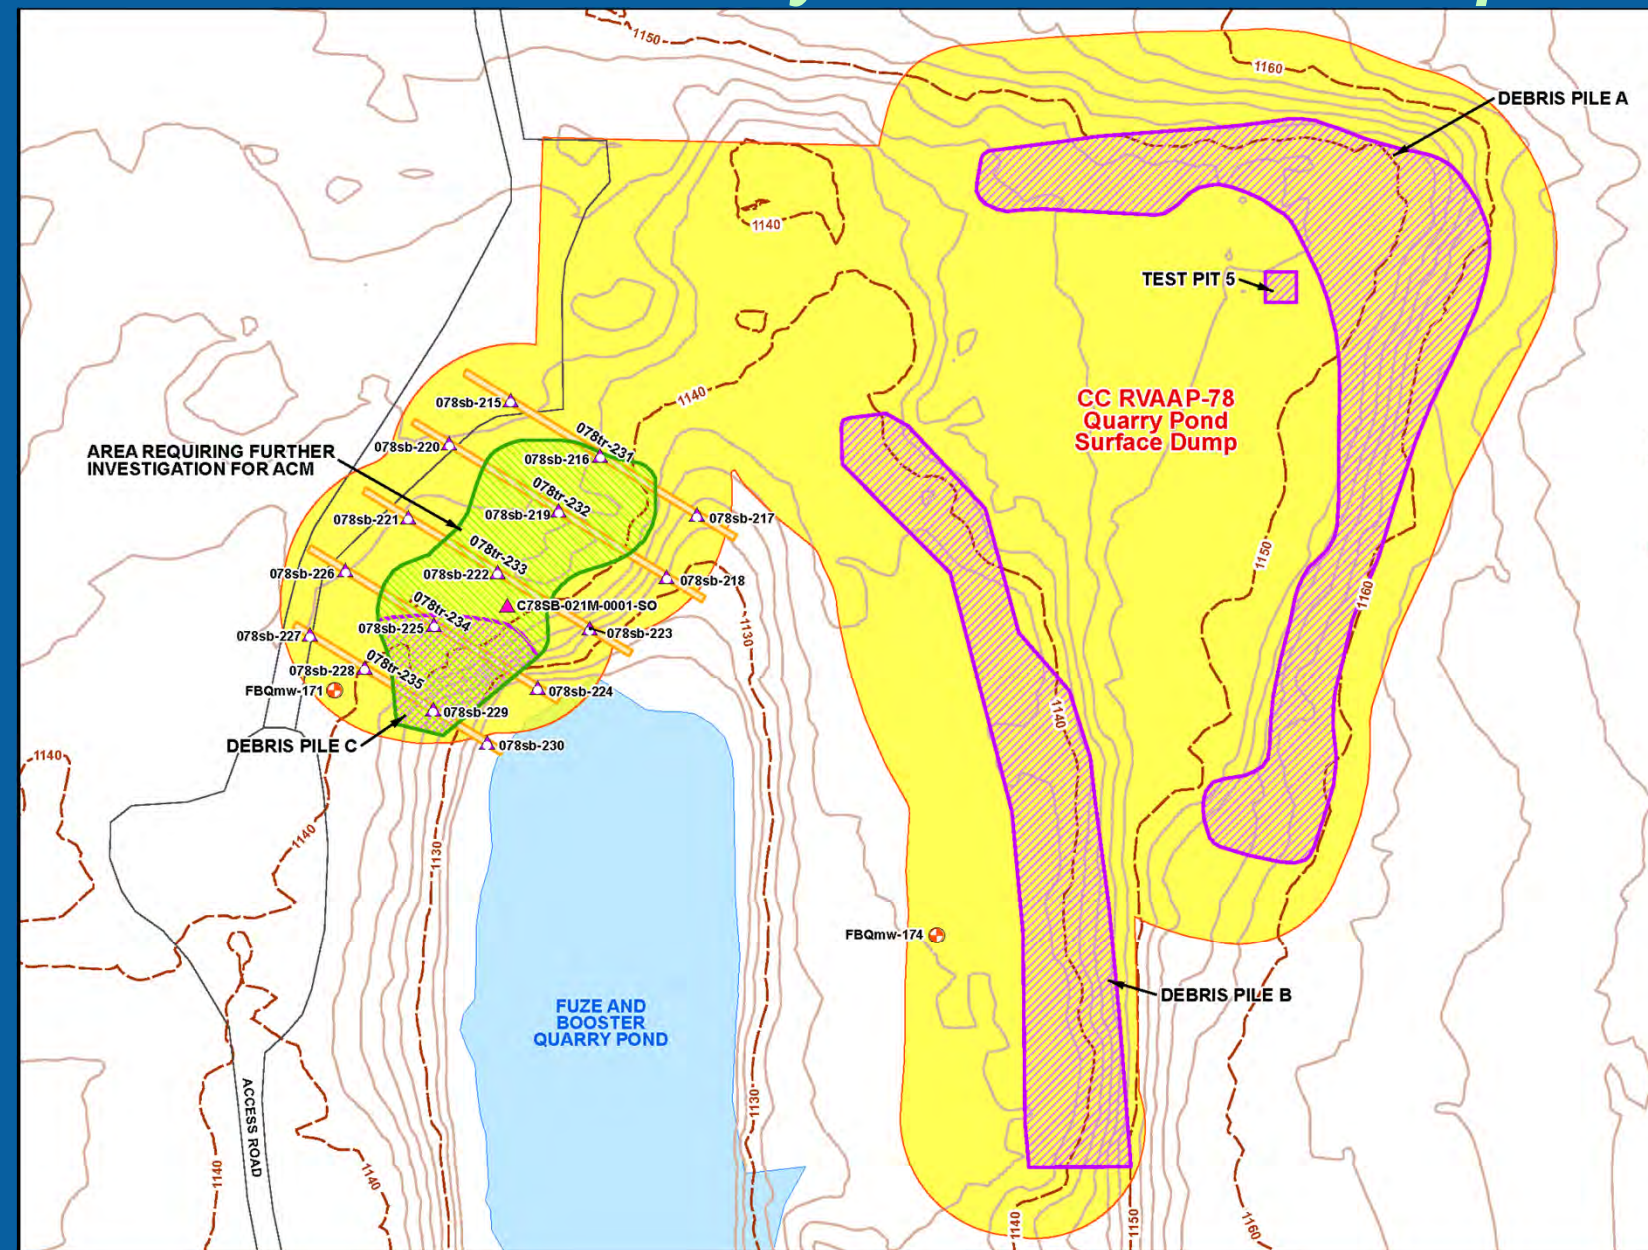 1150
1160
DEBRIS PILE A
1140
TEST PIT 5
1140
CC RVAAP-78
Quarry Pond
Surface Dump
078sb-215
078tr-231
078sb-220
078sb-216
AREA REQUIRING FURTHER
INVESTIGATION FOR ACM
078tr-232
078sb-219
078sb-221
078sb-217
078tr-233
078sb-222
078sb-226
078sb-218
1150
1160
078tr-234
C78SB-021M-0001-SO
078sb-225
078sb-227
078sb-223
1130
078tr-235
078sb-228
FBQmw-171
078sb-224
078sb-229
1140
DEBRIS PILE C
078sb-230
1140
1140
1130
FBQmw-174
DEBRIS PILE B
FUZE AND
BOOSTER
QUARRY POND
ACCESS ROAD
1130
1140
1140
1140
1150
1160